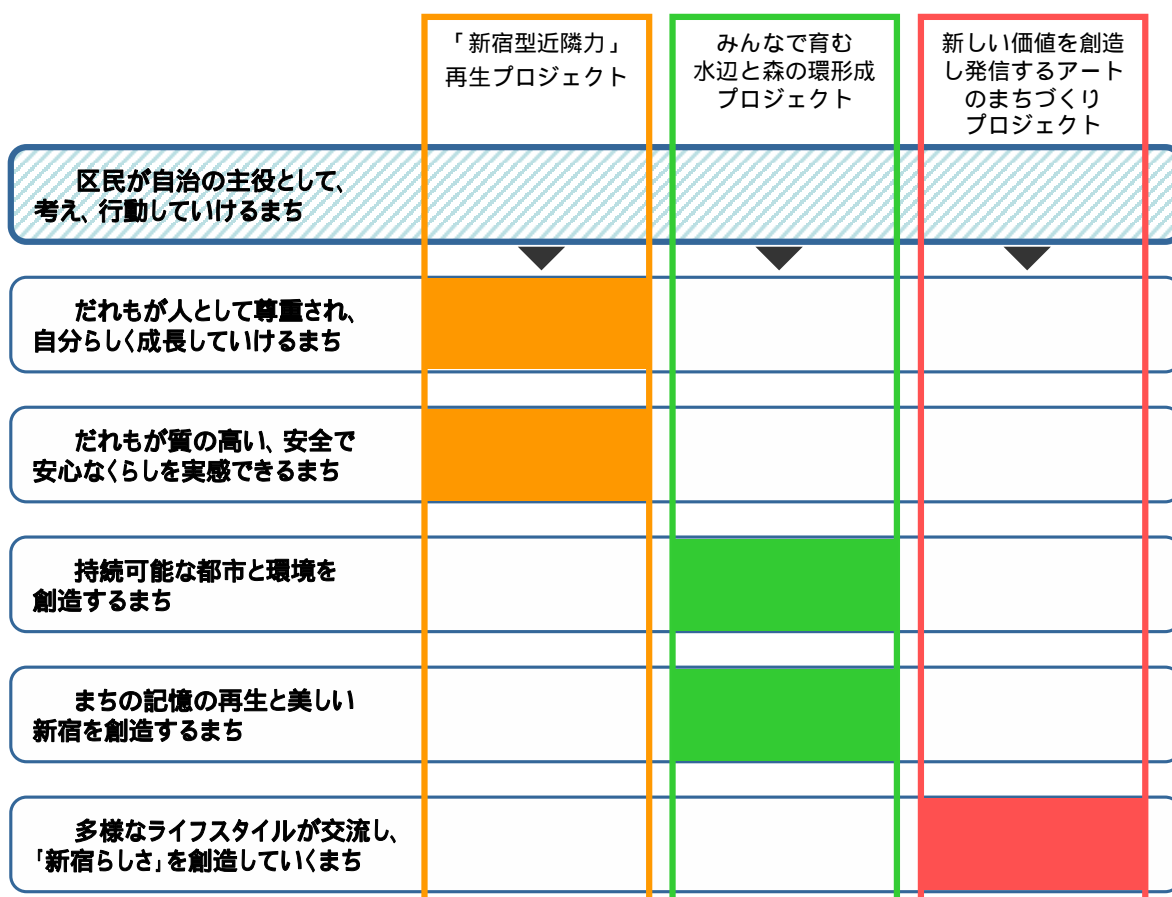 「新宿型近隣力」
再生プロジェクト
みんなで育む
水辺と森の環形成
プロジェクト
新しい価値を創造
し発信するアート
のまちづくり
プロジェクト
区民が自治の主役として、
考え、行動していけるまち
だれもが人として尊重され、
自分らしく成長していけるまち
だれもが質の高い、安全で
安心なくらしを実感できるまち
持続可能な都市と環境を
創造するまち
まちの記憶の再生と美しい
新宿を創造するまち
多様なライフスタイルが交流し、
「新宿らしさ」を創造していくまち